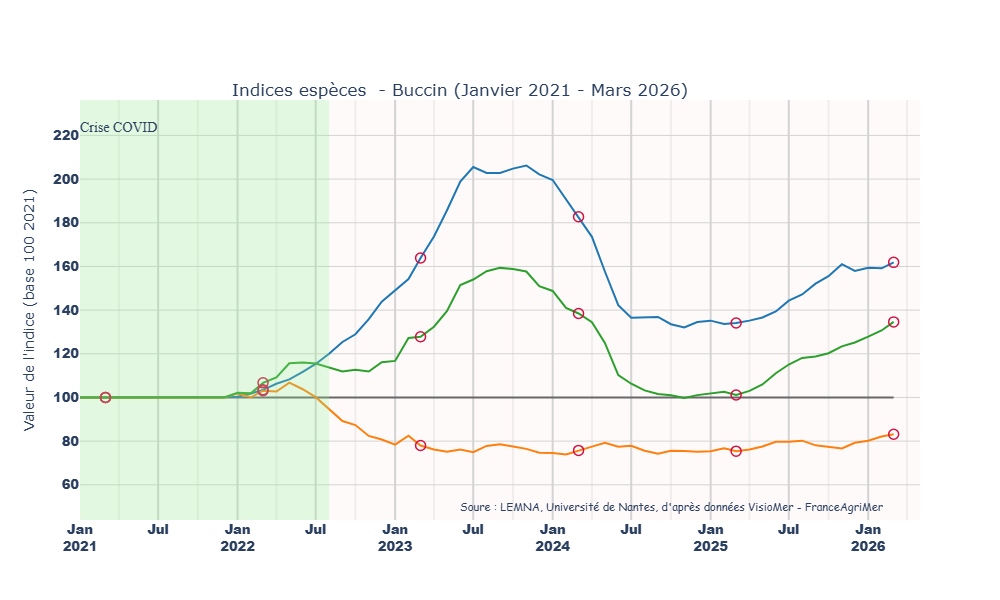 Indices espèces - Buccin (Janvier 2021 - Mars 2026)
Crise COVID
Valeur de l'indice (base 100 2021)
220
200
180
160
140
120
100
80
60
Soure : LEMNA, Université de Nantes, d'après données VisioMer - FranceAgriMer
Jan Jul Jan Jul Jan Jul Jan Jul Jan Jul Jan
2021 2022 2023 2024 2025 2026